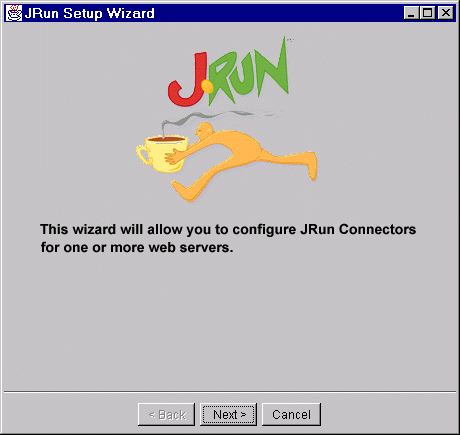 JRun Setup Wizard
J.RUN
This wizard will allow you to configure JRun Connectors
for one or more web servers.
< Back
Next >
Cancel